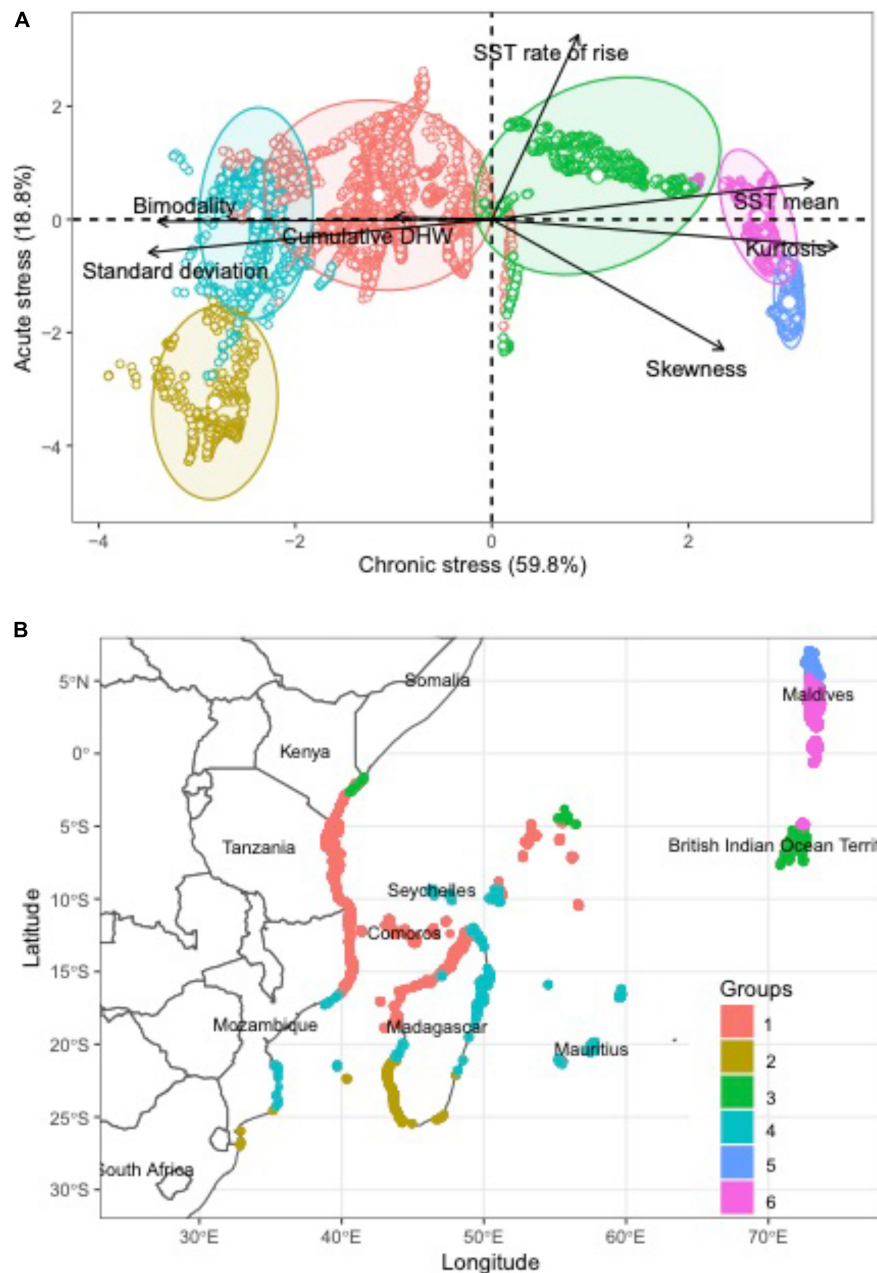 A
SST rate of rise
Bimodality
SST mean
Cumulative DHW
Kurtosis
Standard deviation
Skewness
Acute stress (18.8%)
2
0
−2
−4
−4
−2
0
2
Chronic stress (59.8%)
B
Somalia
Maldives
Kenya
Tanzania
British Indian Ocean Territ
Seychelles
Comoros
Mozambique
Madagascar
Mauritius
South Africa
Latitude
5°N
0°
5°S
10°S
15°S
20°S
25°S
30°S
Groups
1
2
3
4
5
6
30°E
40°E
50°E
60°E
70°E
Longitude